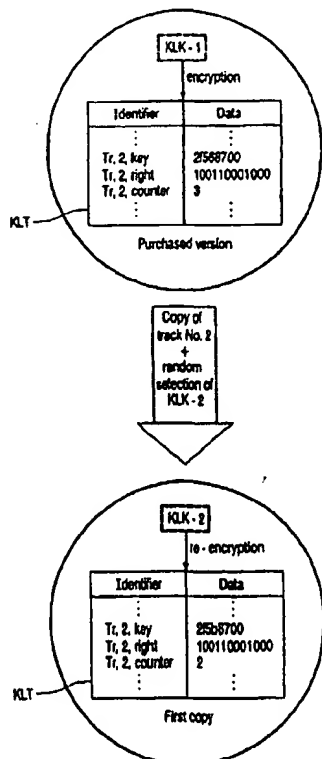 KLK - 1
encryption
Identifier Data
Tr, 2, key 2f568700
Tr, 2, right 100110001000
Tr, 2, counter 3
KLT
Purchased version
Copy of
track No. 2
+
random
selection of
KLK - 2
KLK - 2
re - encryption
Identifier Data
Tr, 2, key 2f5b8700
Tr, 2, right 100110001000
Tr, 2, counter 2
KLT
First copy